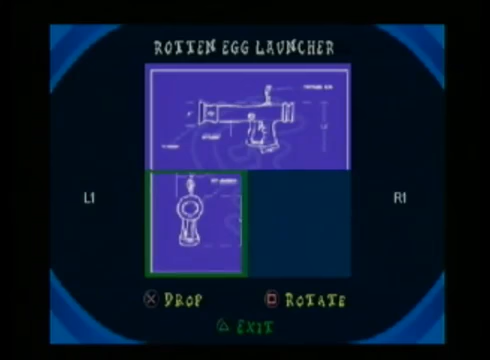 ROTTEN EGG LAUNCHER
L1
R1
DROP
ROTATE
EXIT